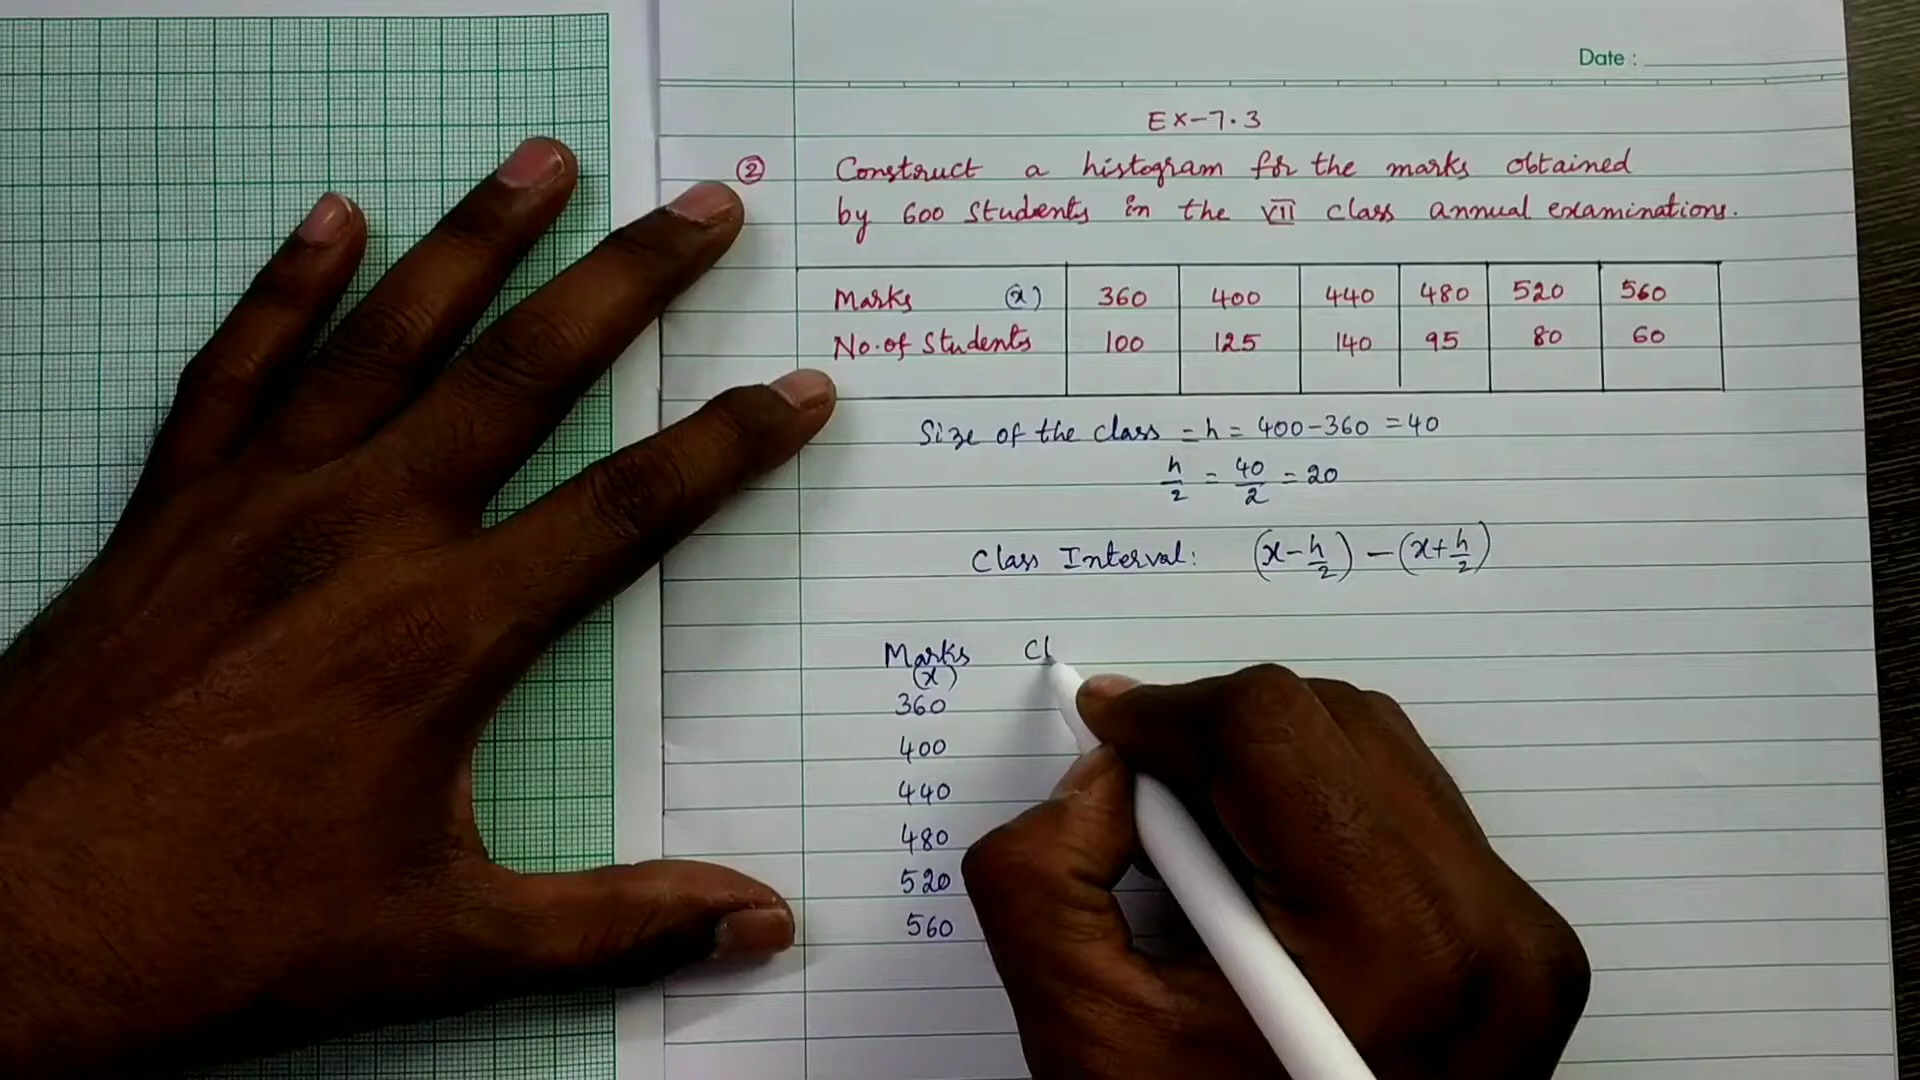 Date :
Ex-7.3
② Construct a histogram for the marks obtained
by 600 students in the VII class annual examinations.
Marks (x) 360 400 440 480 520 560
No. of Students 100 125 140 95 80 60
Size of the class = h = 400-360 = 40
h/2 = 40/2 = 20
Class Interval: (x-h/2) - (x+h/2)
Marks Cl
(x)
360
400
440
480
520
560